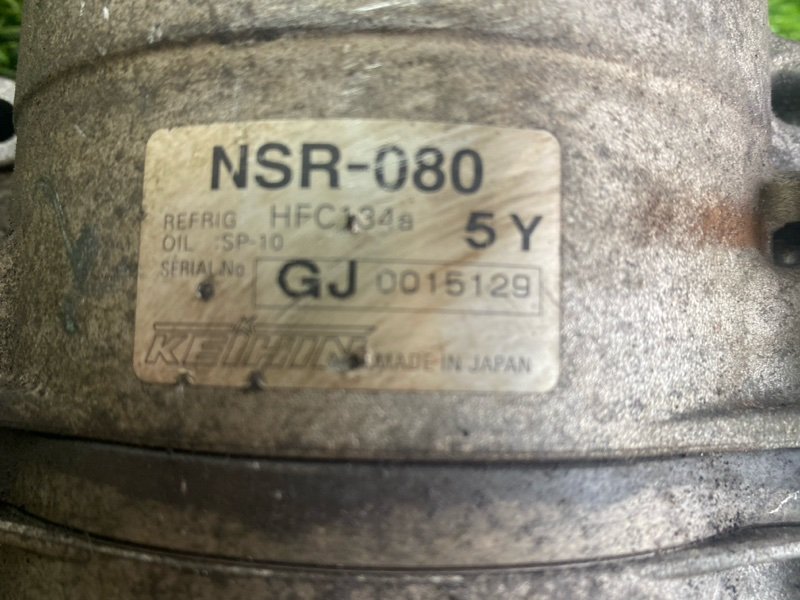 NSR-080
REFRIG HFC134a
OIL :SP-10 5Y
SERIAL No GJ 0015129
KEIHIN MADE IN JAPAN